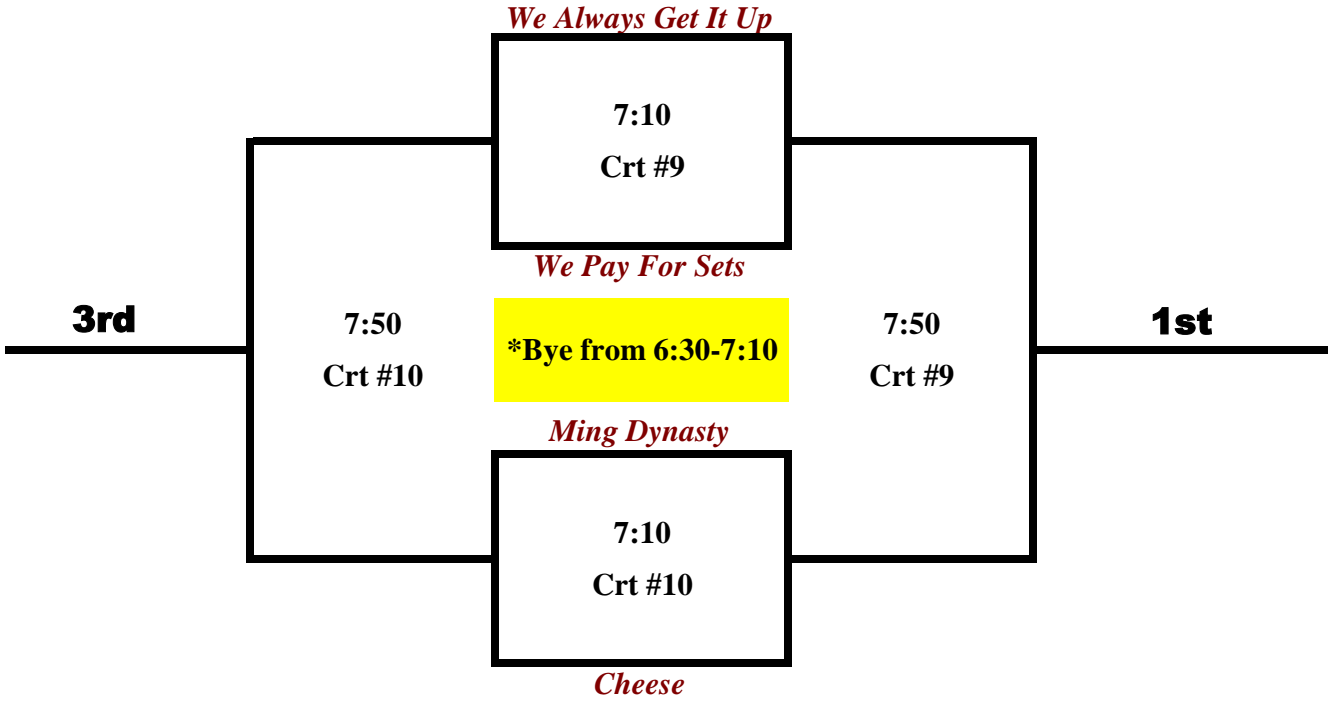 We Always Get It Up
7:10
Crt #9
We Pay For Sets
3rd
7:50
Crt #10
*Bye from 6:30-7:10
7:50
Crt #9
1st
Ming Dynasty
7:10
Crt #10
Cheese